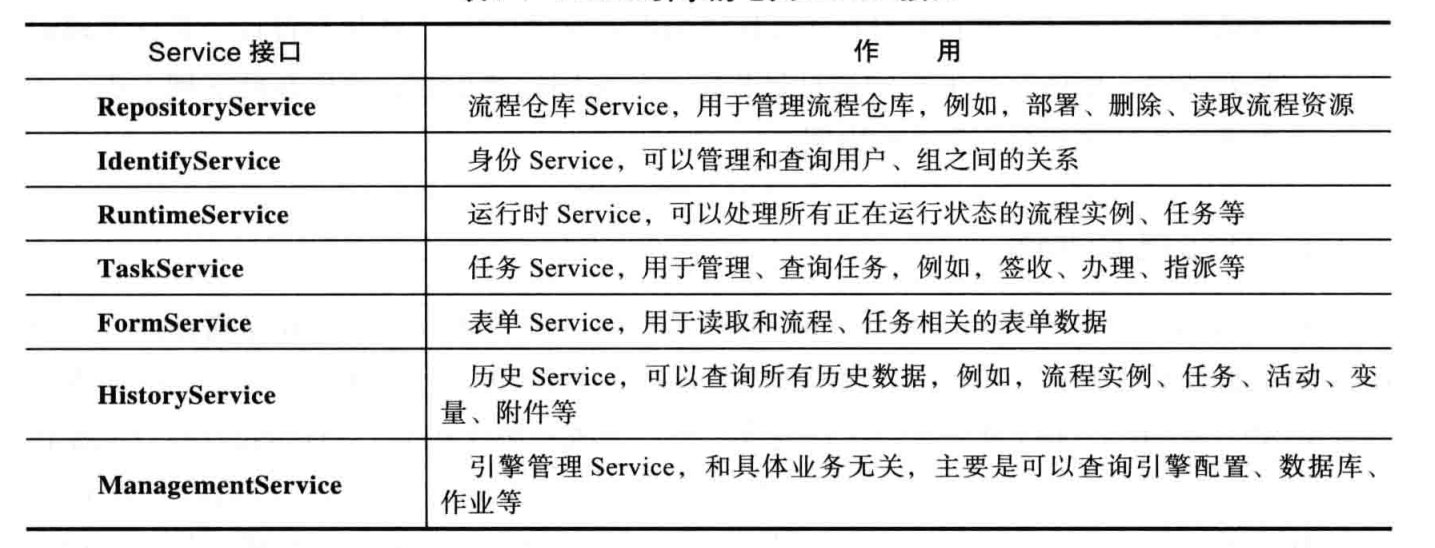 Service 接口 作 用
RepositoryService 流程仓库 Service，用于管理流程仓库，例如，部署、删除、读取流程资源
IdentifyService 身份 Service，可以管理和查询用户、组之间的关系
RuntimeService 运行时 Service，可以处理所有正在运行状态的流程实例、任务等
TaskService 任务 Service，用于管理、查询任务，例如，签收、办理、指派等
FormService 表单 Service，用于读取和流程、任务相关的表单数据
HistoryService 历史 Service，可以查询所有历史数据，例如，流程实例、任务、活动、变
量、附件等
ManagementService 引擎管理 Service，和具体业务无关，主要是可以查询引擎配置、数据库、
作业等